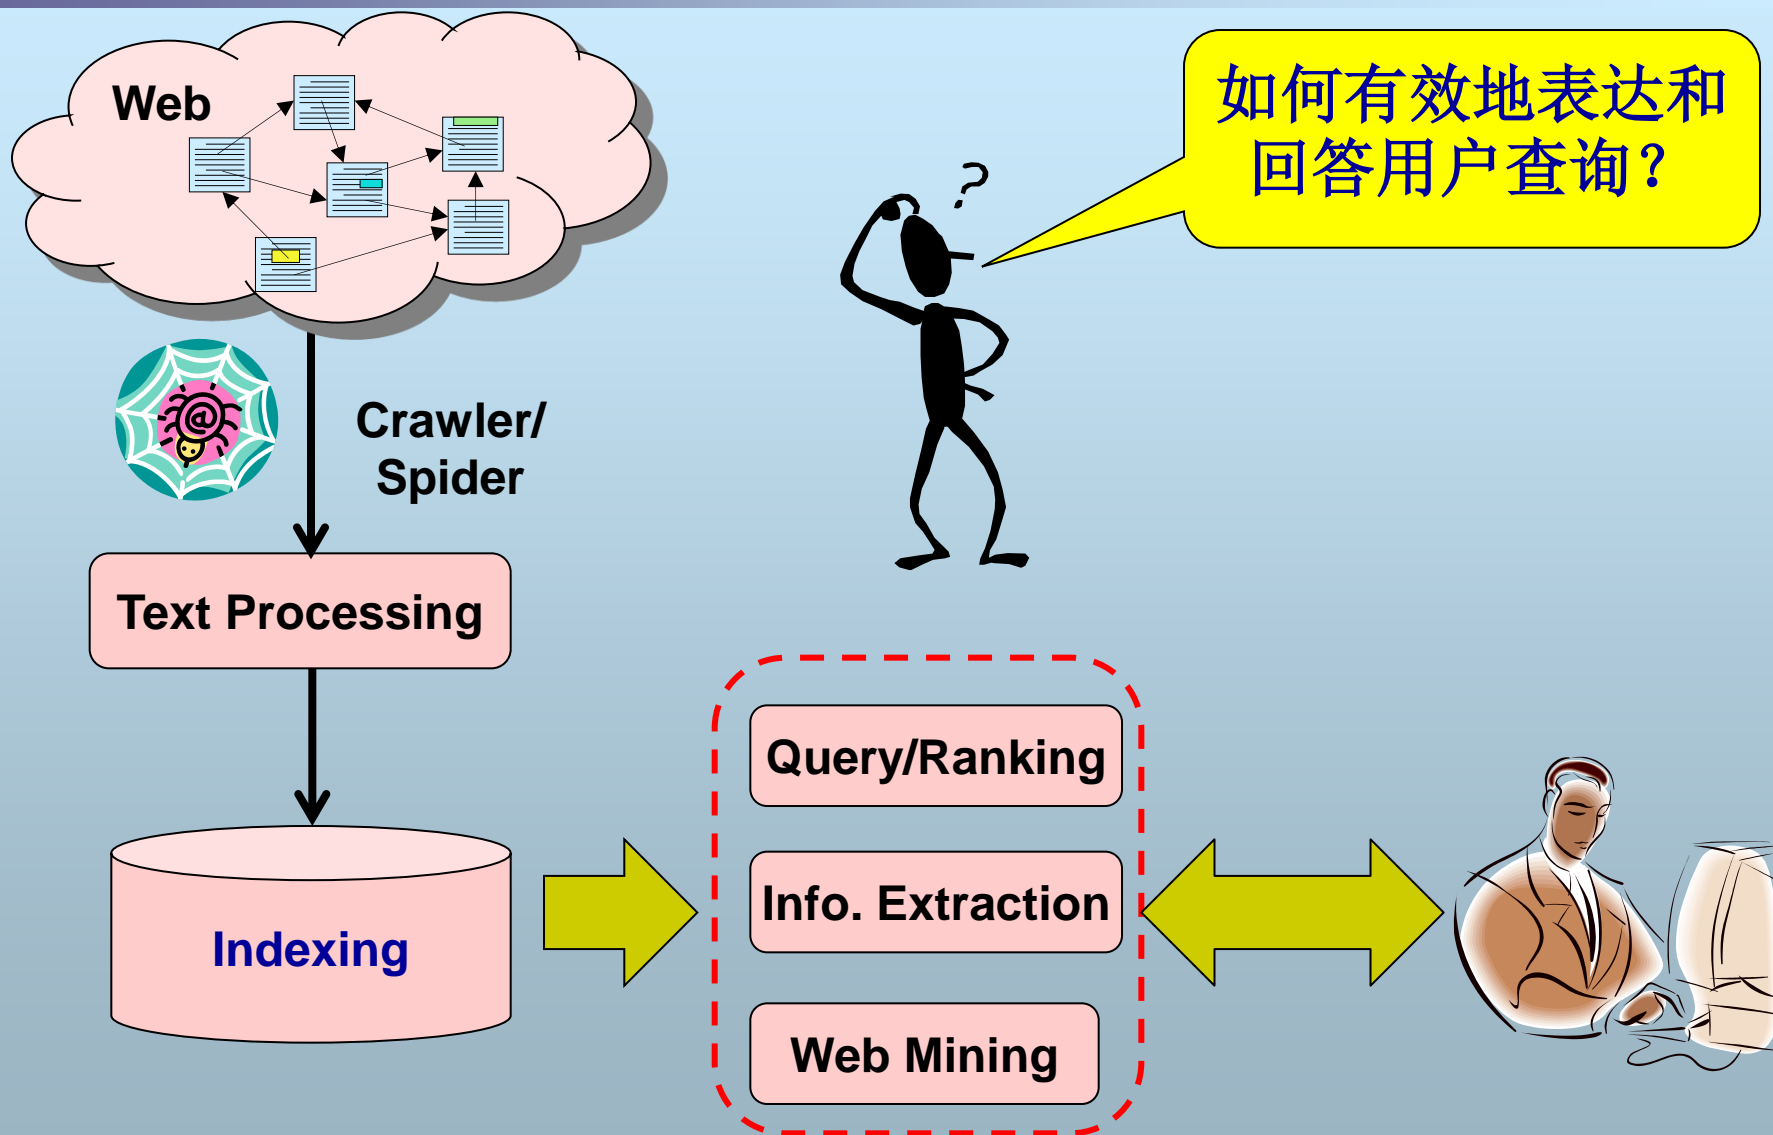 Web
如何有效地表达和
回答用户查询？
?
Crawler/
Spider
@
Text Processing
Query/Ranking
Info. Extraction
Indexing
Web Mining